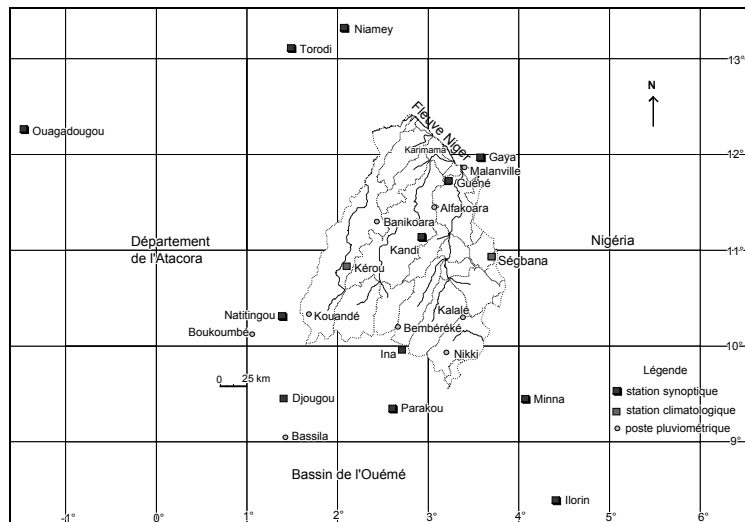 Niamey
Torodi
13°
N
Ouagadougou
Fleuve Niger
Karimama
12°
Gaya
Malanville
Guéné
Alfakoara
Banikoara
Département
de l'Atacora
Kandi
Nigéria
11°
Ségbana
Kérou
Natitingou
Kouandé
Kalalé
Boukoumbé
Bembéréké
10°
Ina
Nikki
Légende
0 25 km
station synoptique
Djougou
Parakou
Minna
station climatologique
poste pluviométrique
Bassila
9°
Bassin de l'Ouémé
Ilorin
-1° 0° 1° 2° 3° 4° 5° 6°